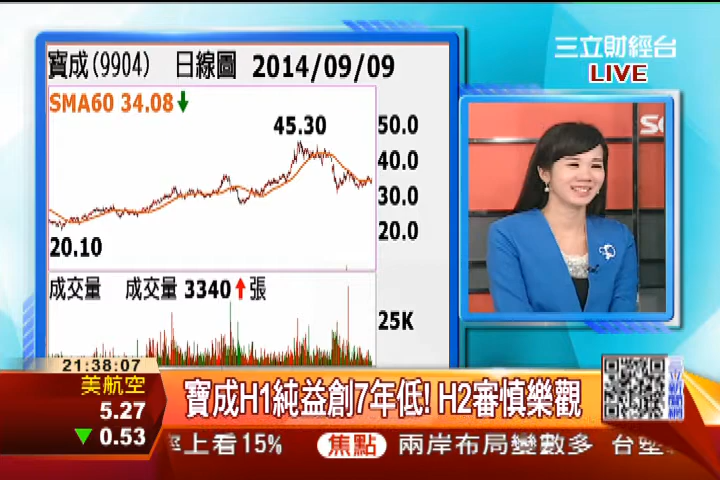 寶成(9904) 日線圖 2014/09/09
三立財經台
LIVE
SMA60 34.08↓
45.30
50.0
40.0
30.0
20.0
20.10
成交量 成交量 3340↑張
25K
21:38:07
美航空
5.27
▼0.53
寶成H1純益創7年低! H2審慎樂觀
上看15% 焦點 兩岸布局變數多 台塑